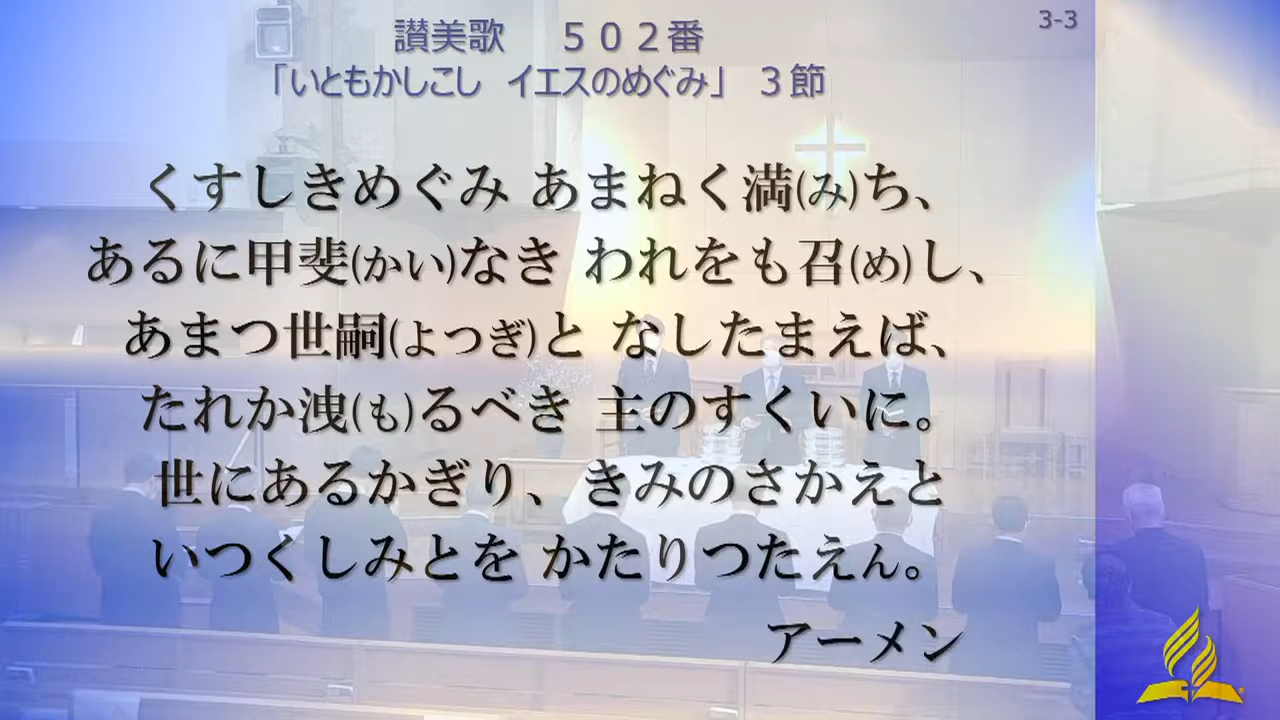 3-3
讃美歌　５０２番
「いともかしこし　イエスのめぐみ」　３節
くすしきめぐみ あまねく満(み)ち、
あるに甲斐(かい)なき われをも召(め)し、
あまつ世嗣(よつぎ)と なしたまえば、
たれか洩(も)るべき 主のすくいに。
世にあるかぎり、きみのさかえと
いつくしみとを かたりつたえん。
アーメン